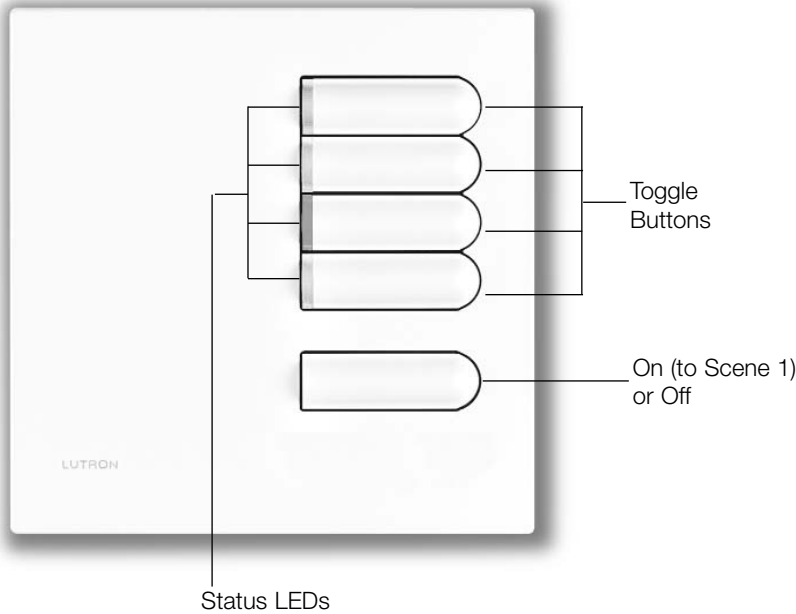 Toggle
Buttons
On (to Scene 1)
or Off
LUTRON
Status LEDs